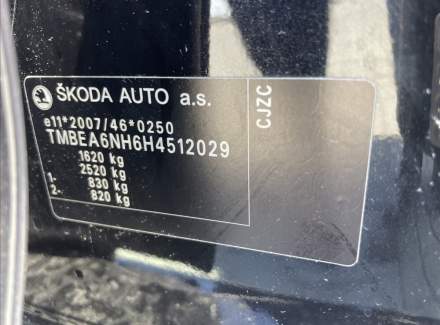 ŠKODA AUTO a.s.
e11*2007/46*0250
TMBEA6NH6H4512029
1620 kg
2520 kg
1- 830 kg
2- 820 kg
CJZC